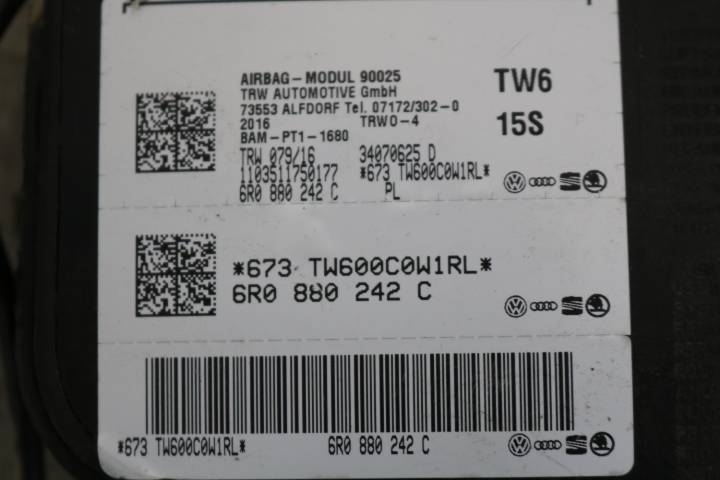 AIRBAG-MODUL 90025 TW6
TRW AUTOMOTIVE GmbH
73553 ALFDORF Tel. 07172/302-0
2016 TRWO-4 15S
BAM-PT1-1680
TRW 079/16 34070625 D
1103511750177 *673 TW600C0W1RL*
6R0 880 242 C PL
*673 TW600C0W1RL*
6R0 880 242 C
*673 TW600C0W1RL* 6R0 880 242 C